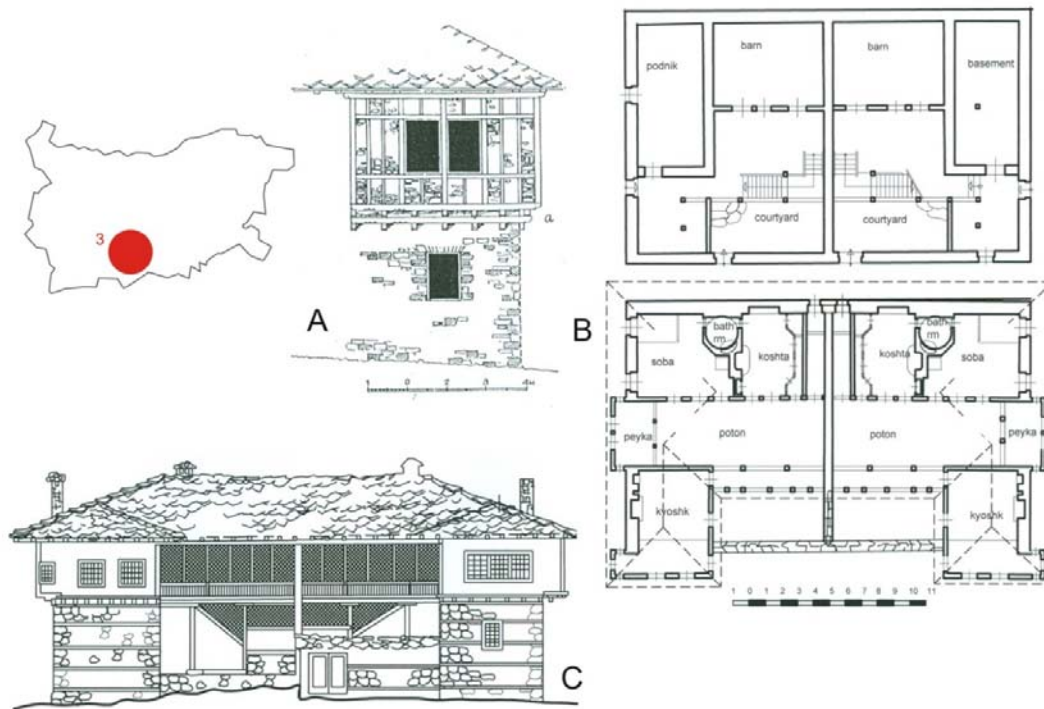 3
A
a
1 0 1 2 3 4м
B
barn barn
podnik basement
courtyard courtyard
bath rm bath rm
soba koshta koshta soba
peyka poton poton peyka
kyoshk kyoshk
1 0 1 2 3 4 5 6 7 8 9 10 11
C